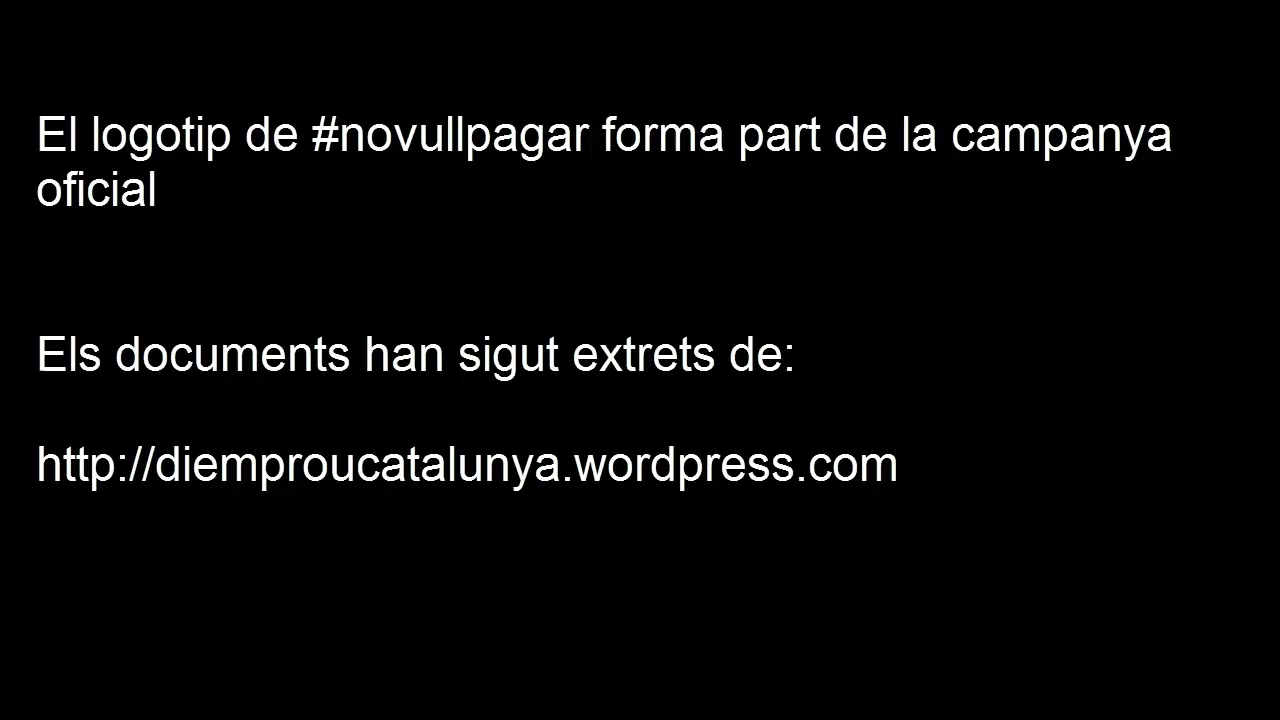 El logotip de #novullpagar forma part de la campanya
oficial
Els documents han sigut extrets de:
http://diemproucatalunya.wordpress.com